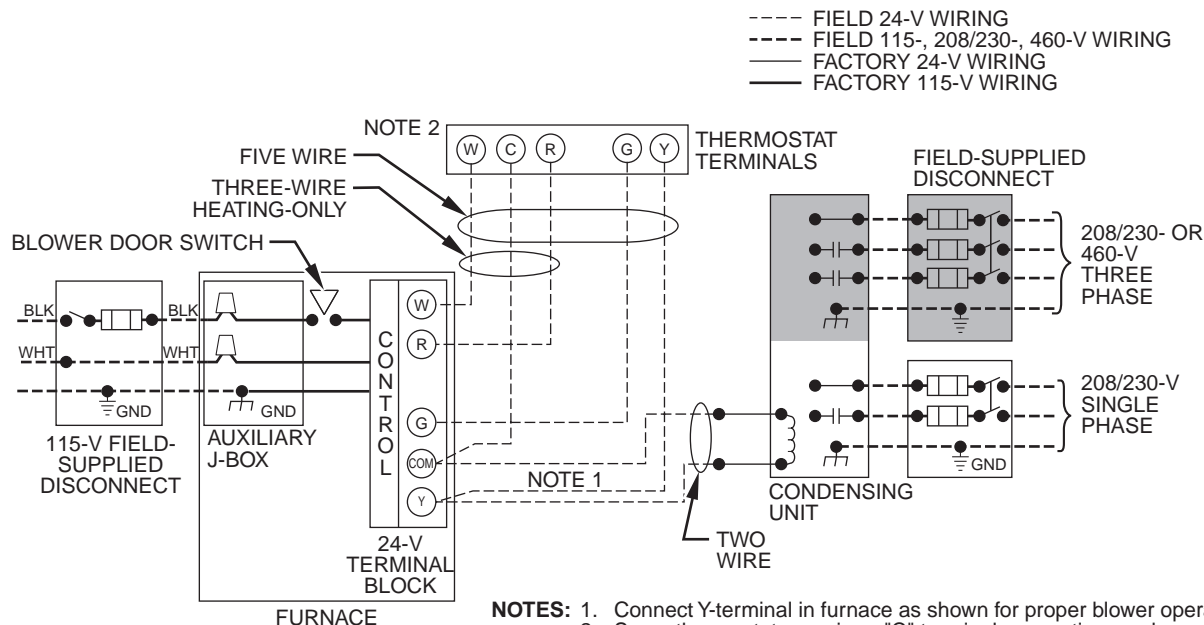 FIELD 24-V WIRING
FIELD 115-, 208/230-, 460-V WIRING
FACTORY 24-V WIRING
FACTORY 115-V WIRING
NOTE 2
W C R G Y
THERMOSTAT
TERMINALS
FIVE WIRE
THREE-WIRE
HEATING-ONLY
BLOWER DOOR SWITCH
FIELD-SUPPLIED
DISCONNECT
208/230- OR
460-V
THREE
PHASE
BLK
BLK
WHT
WHT
GND
GND
115-V FIELD-
SUPPLIED
DISCONNECT
AUXILIARY
J-BOX
CONTROL
W
R
G
COM
Y
NOTE 1
24-V
TERMINAL
BLOCK
FURNACE
TWO
WIRE
CONDENSING
UNIT
208/230-V
SINGLE
PHASE
GND
NOTES: 1. Connect Y-terminal in furnace as shown for proper blower